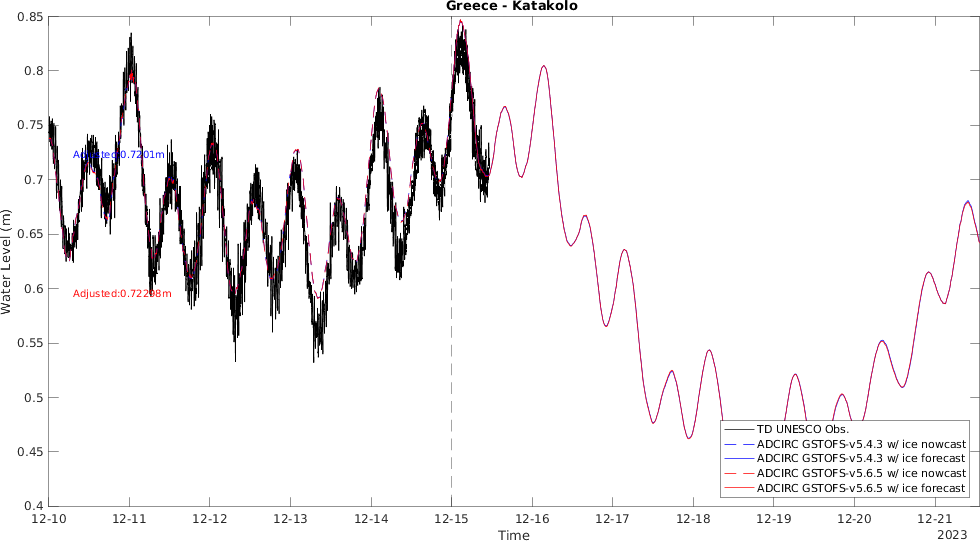 Greece - Katakolo
0.85
0.8
0.75
0.7
0.65
0.6
0.55
0.5
0.45
0.4
Water Level (m)
Adjusted:0.7201m
Adjusted:0.72208m
TD UNESCO Obs.
ADCIRC GSTOFS-v5.4.3 w/ ice nowcast
ADCIRC GSTOFS-v5.4.3 w/ ice forecast
ADCIRC GSTOFS-v5.6.5 w/ ice nowcast
ADCIRC GSTOFS-v5.6.5 w/ ice forecast
12-10 12-11 12-12 12-13 12-14 12-15 12-16 12-17 12-18 12-19 12-20 12-21
Time
2023